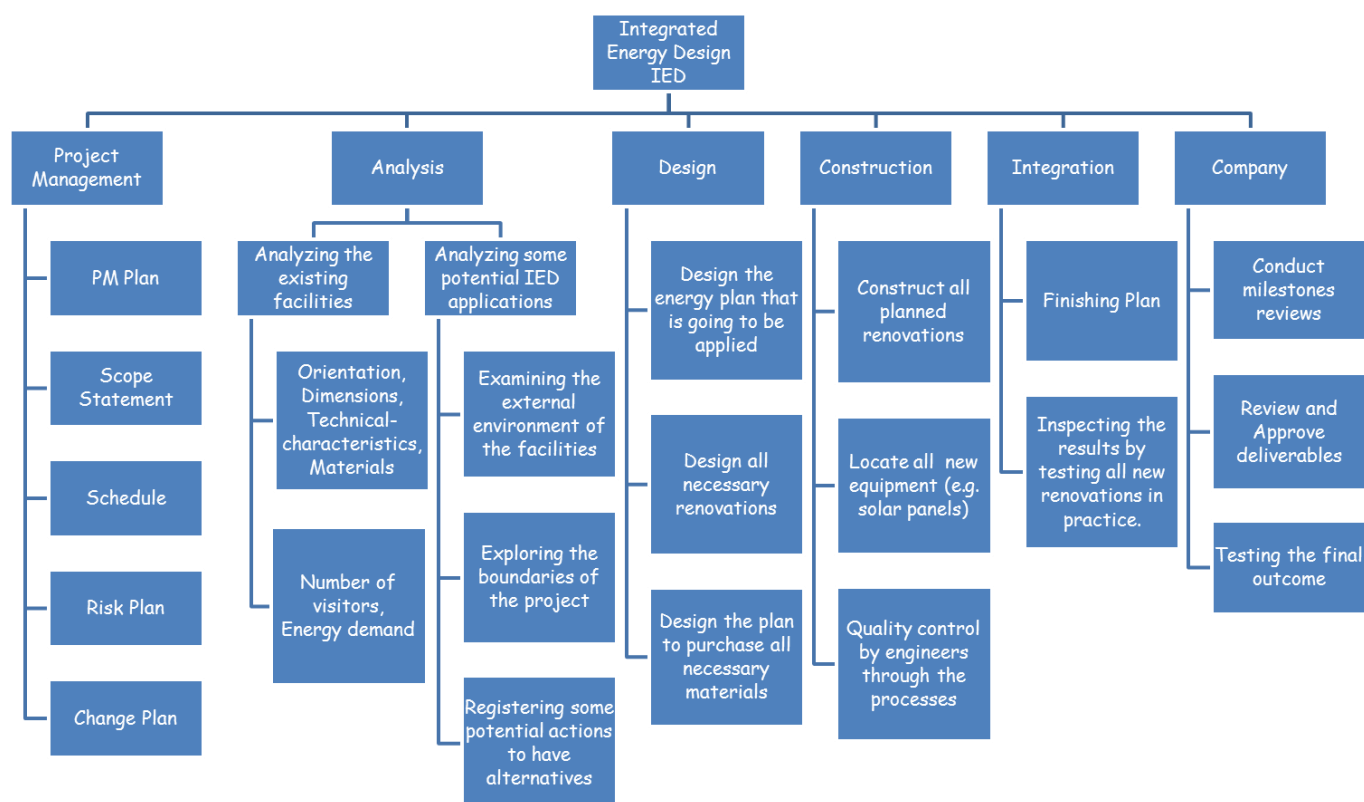 Integrated
Energy Design
IED
Project
Management
Analysis
Design
Construction
Integration
Company
PM Plan
Scope
Statement
Schedule
Risk Plan
Change Plan
Analyzing the
existing
facilities
Orientation,
Dimensions,
Technical-
characteristics,
Materials
Number of
visitors,
Energy demand
Analyzing some
potential IED
applications
Examining the
external
environment of
the facilities
Exploring the
boundaries of
the project
Registering some
potential actions
to have
alternatives
Design the
energy plan that
is going to be
applied
Design all
necessary
renovations
Design the plan
to purchase all
necessary
materials
Construct all
planned
renovations
Locate all new
equipment (e.g.
solar panels)
Quality control
by engineers
through the
processes
Finishing Plan
Inspecting the
results by
testing all new
renovations in
practice.
Conduct
milestones
reviews
Review and
Approve
deliverables
Testing the final
outcome